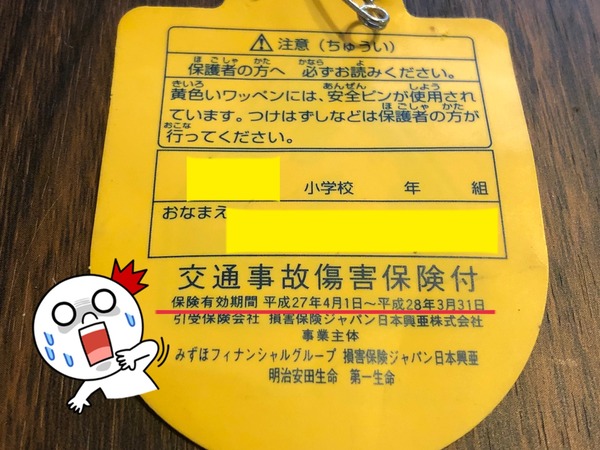 ⚠ 注意（ちゅうい）
保護者の方へ 必ずお読みください。
黄色いワッペンには、安全ピンが使用され
ています。つけはずしなどは保護者の方が
行ってください。
小学校 年 組
おなまえ
交通事故傷害保険付
保険有効期間 平成27年4月1日～平成28年3月31日
引受保険会社 損害保険ジャパン日本興亜株式会社
事業主体
みずほフィナンシャルグループ 損害保険ジャパン日本興亜
明治安田生命 第一生命